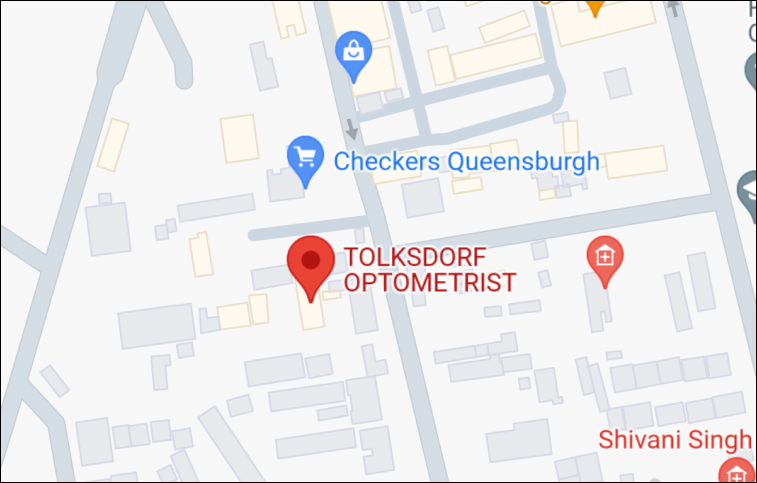 Checkers Queensburgh
TOLKSDORF
OPTOMETRIST
Shivani Singh